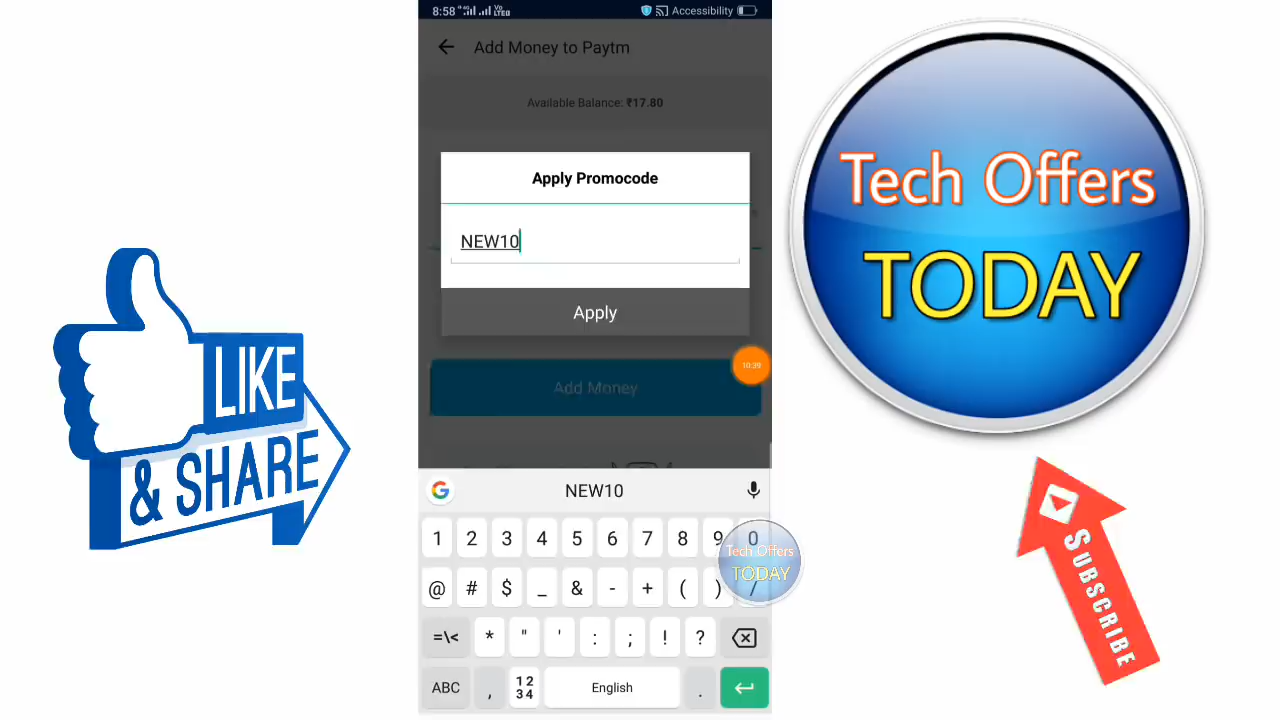 8:58
Accessibility
Add Money to Paytm
Available Balance: ₹17.80
Apply Promocode
NEW10
Apply
10:39
Add Money
NEW10
1 2 3 4 5 6 7 8 9 0
@ # $ _ & - + ( ) /
=\< * " ' : ; ! ?
ABC , 12 34 English .
LIKE
& SHARE
Tech Offers
TODAY
Tech Offers
TODAY
SUBSCRIBE